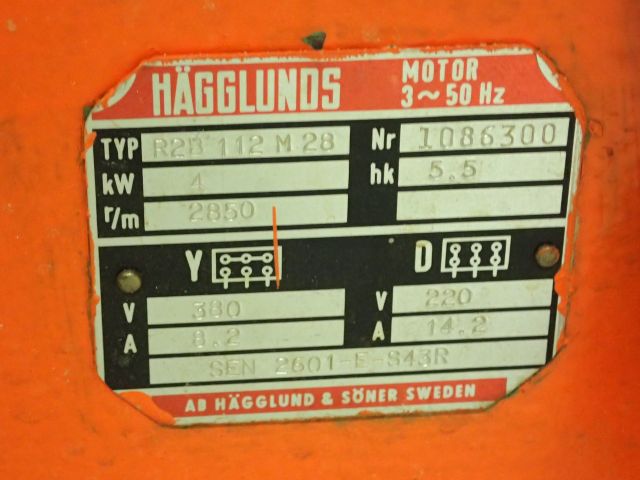 HÄGGLUNDS MOTOR
3~50 Hz
TYP R2B 112 M 28 Nr 1086300
kW 4 hk 5.5
r/m 2850
Y D
V 380 V 220
A 8.2 A 14.2
SEN 2601-E-S43R
AB HÄGGLUND & SÖNER SWEDEN